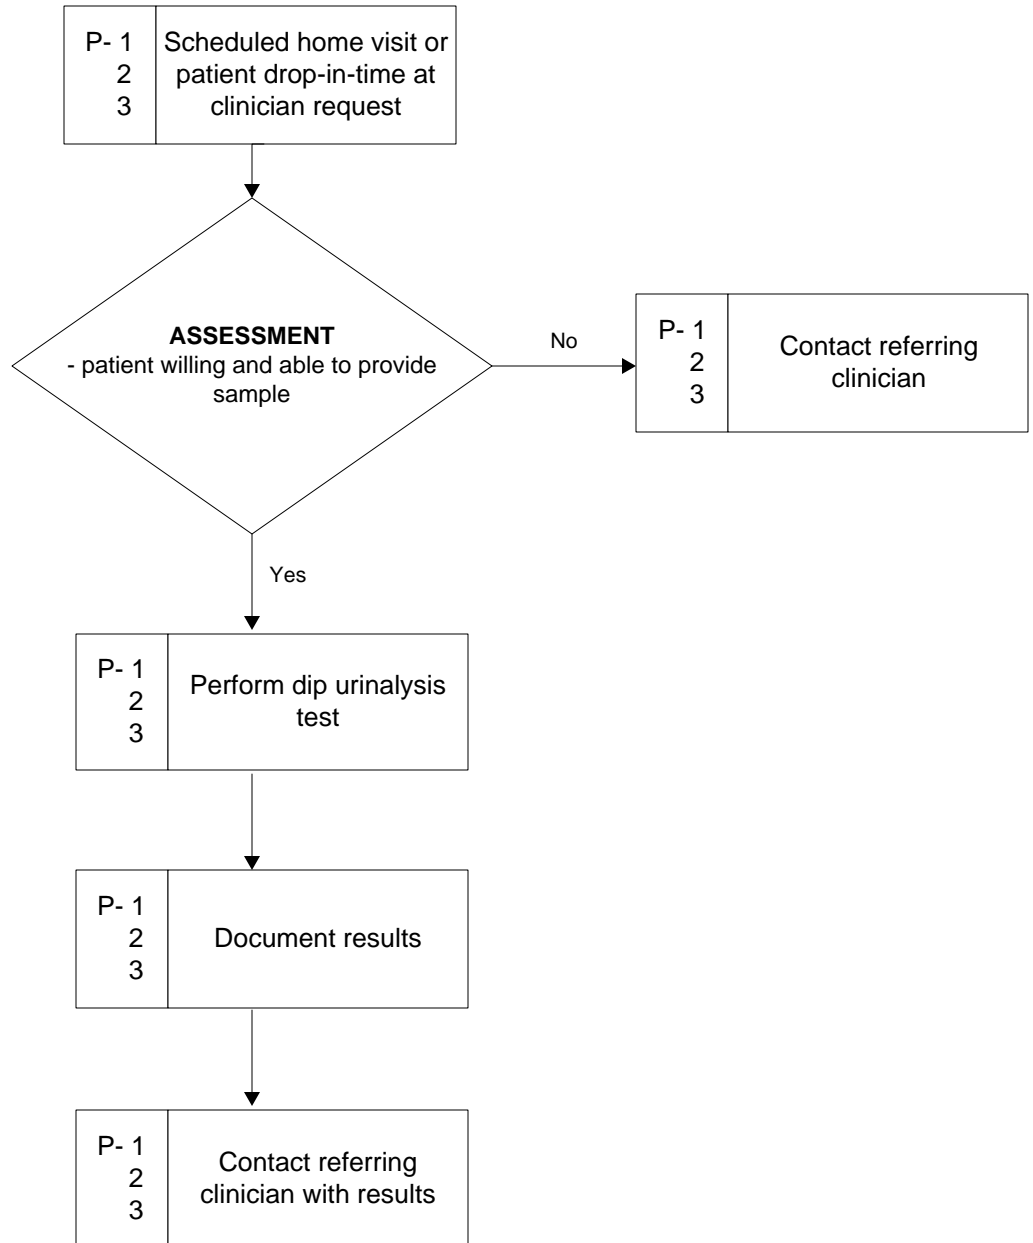 P- 1
2
3
Scheduled home visit or
patient drop-in-time at
clinician request
ASSESSMENT
- patient willing and able to provide
sample
No
P- 1
2
3
Contact referring
clinician
Yes
P- 1
2
3
Perform dip urinalysis
test
P- 1
2
3
Document results
P- 1
2
3
Contact referring
clinician with results